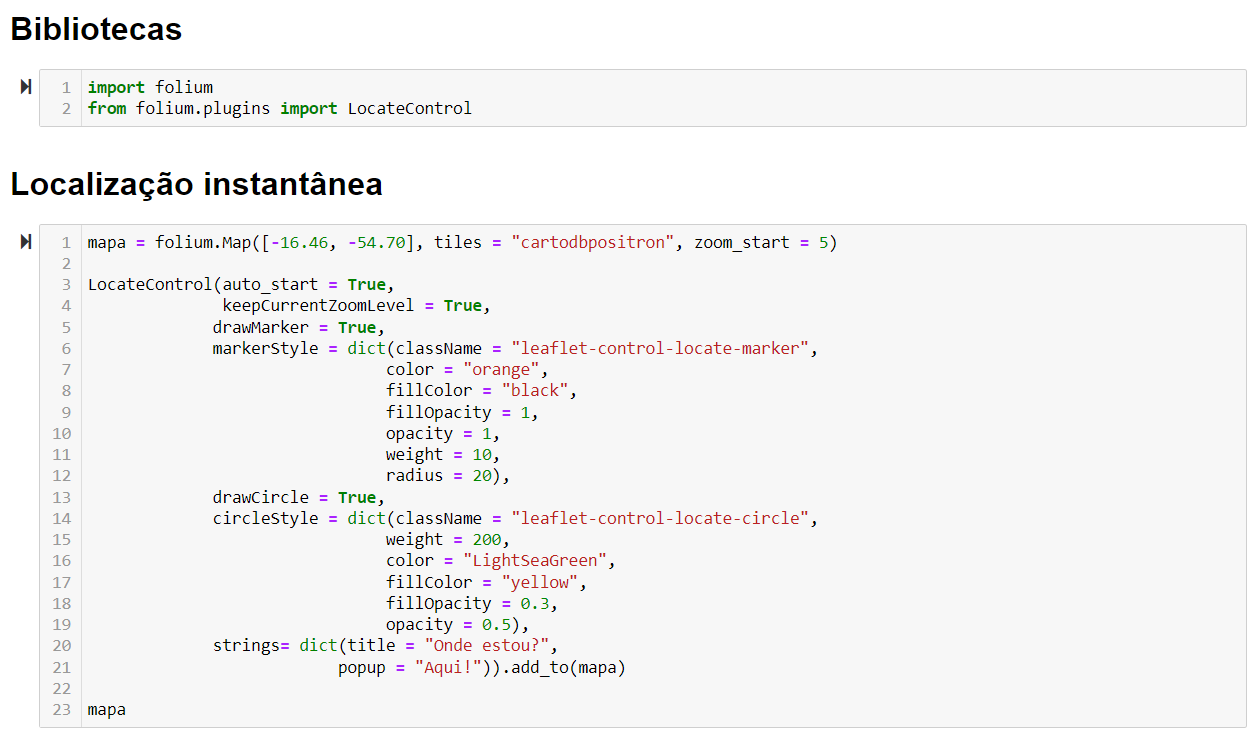 Bibliotecas
1 import folium
2 from folium.plugins import LocateControl
Localização instantânea
1 mapa = folium.Map([-16.46, -54.70], tiles = "cartodbpositron", zoom_start = 5)
2
3 LocateControl(auto_start = True,
4 keepCurrentZoomLevel = True,
5 drawMarker = True,
6 markerStyle = dict(className = "leaflet-control-locate-marker",
7 color = "orange",
8 fillColor = "black",
9 fillOpacity = 1,
10 opacity = 1,
11 weight = 10,
12 radius = 20),
13 drawCircle = True,
14 circleStyle = dict(className = "leaflet-control-locate-circle",
15 weight = 200,
16 color = "LightSeaGreen",
17 fillColor = "yellow",
18 fillOpacity = 0.3,
19 opacity = 0.5),
20 strings= dict(title = "Onde estou?",
21 popup = "Aqui!")).add_to(mapa)
22
23 mapa